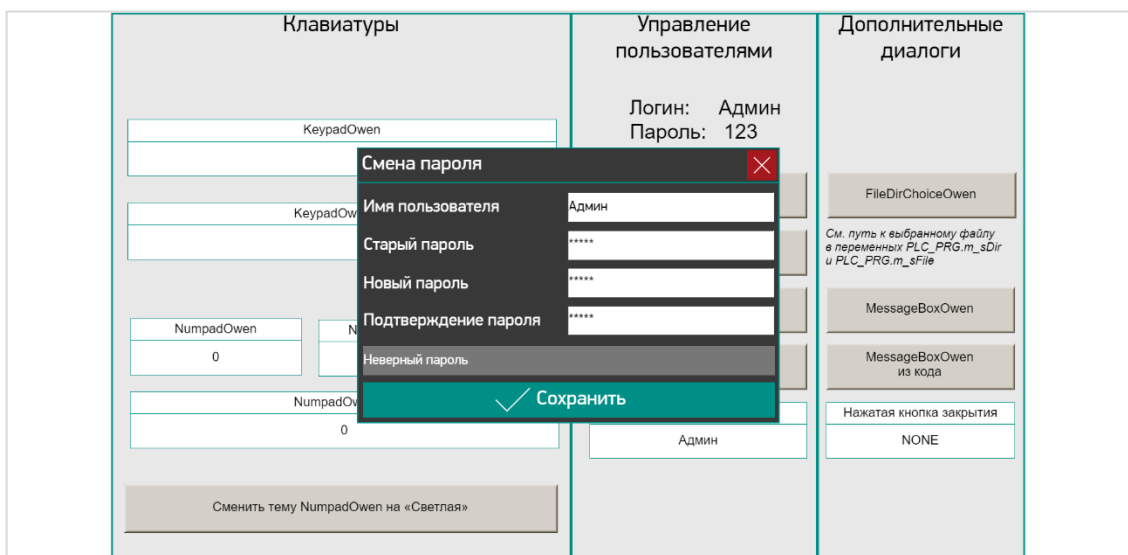 Клавиатуры
KeypadOwen
KeypadOw
NumpadOwen
N
0
NumpadOw
0
Сменить тему NumpadOwen на «Светлая»
Управление
пользователями
Логин: Админ
Пароль: 123
Смена пароля
Имя пользователя
Админ
Старый пароль
*****
Новый пароль
*****
Подтверждение пароля
*****
Неверный пароль
Сохранить
Админ
Дополнительные
диалоги
FileDirChoiceOwen
См. путь к выбранному файлу
в переменных PLC_PRG.m_sDir
и PLC_PRG.m_sFile
MessageBoxOwen
MessageBoxOwen
из кода
Нажатая кнопка закрытия
NONE